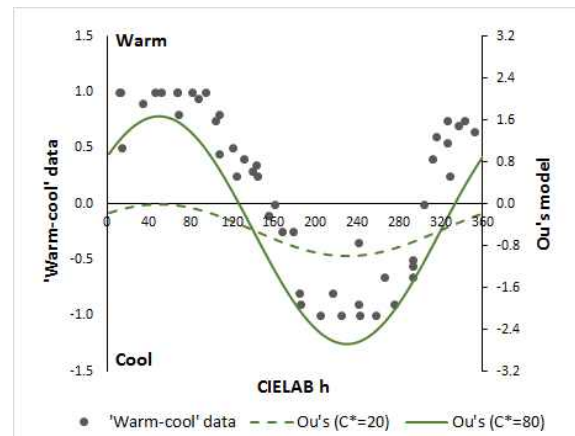 Warm
1.5
1.0
0.5
0.0
-0.5
-1.0
-1.5
'Warm-cool' data
3.2
2.4
1.6
0.8
0.0
-0.8
-1.6
-2.4
-3.2
Ou's model
0 40 80 120 160 200 240 280 320 360
Cool
CIELAB h
'Warm-cool' data Ou's (C*=20) Ou's (C*=80)